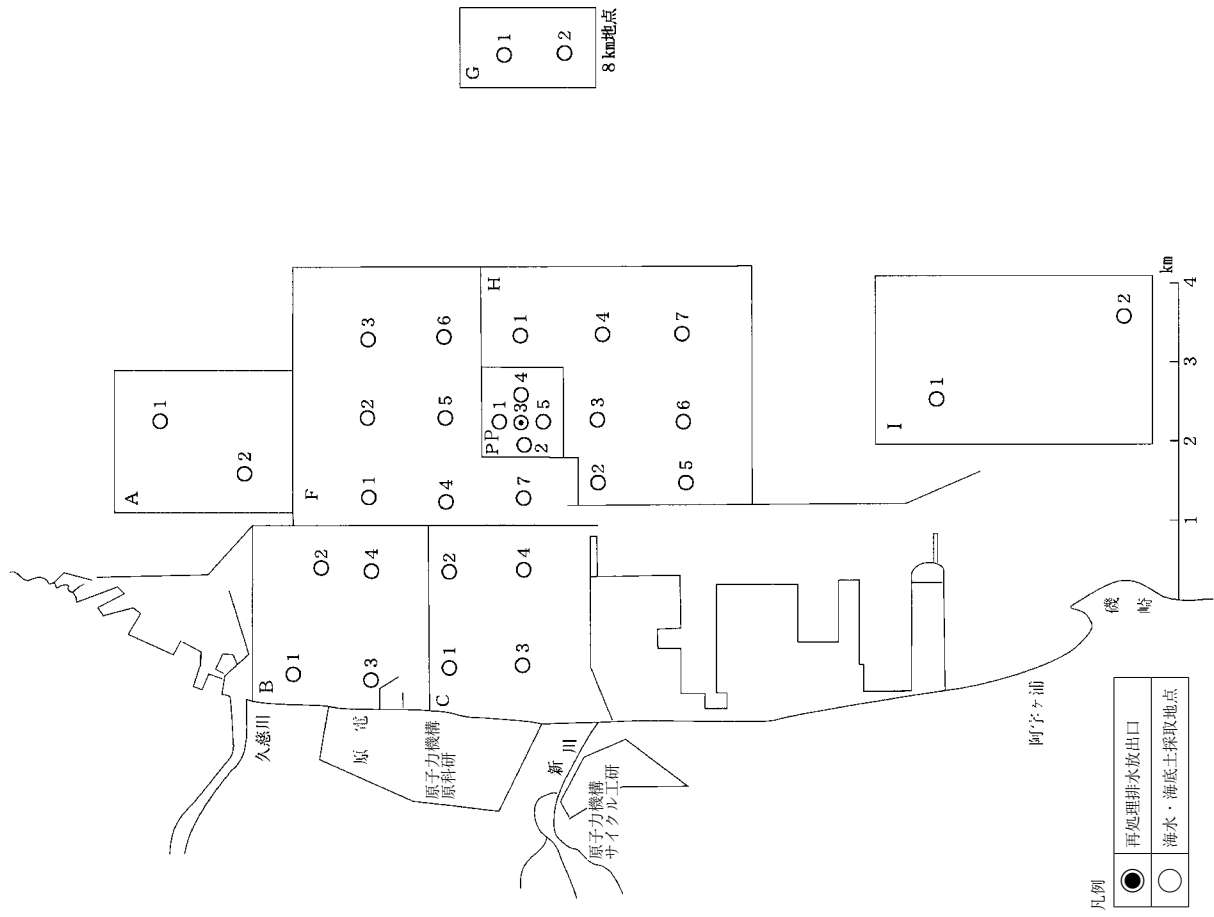 G
1
2
8km地点
A
1
2
F
1
2
3
4
5
6
7
H
1
2
3
4
5
6
7
PP
1
2
3
4
5
B
1
2
3
4
C
1
2
3
4
I
1
2
km
1
2
3
4
久慈川
原電
原子力機構
原科研
新川
原子力機構
サイクル工研
阿字ヶ浦
磯崎
凡例
再処理排水放出口
海水・海底土採取地点